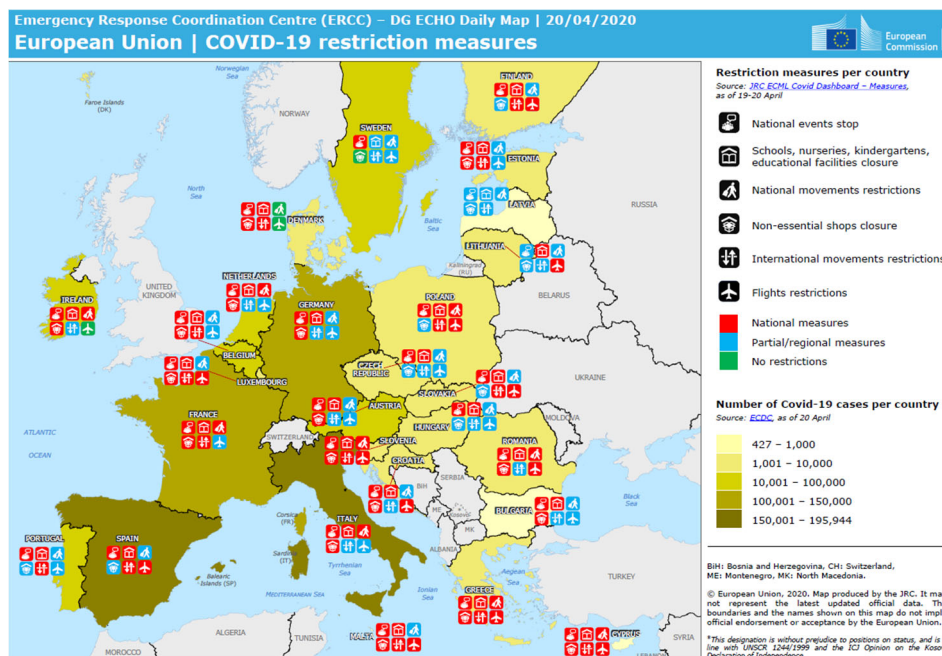 Emergency Response Coordination Centre (ERCC) – DG ECHO Daily Map | 20/04/2020
European Union | COVID-19 restriction measures
European
Commission
Restriction measures per country
Source: JRC ECML Covid Dashboard – Measures,
as of 19-20 April
National events stop
Schools, nurseries, kindergartens,
educational facilities closure
National movements restrictions
Non-essential shops closure
International movements restrictions
Flights restrictions
National measures
Partial/regional measures
No restrictions
Number of Covid-19 cases per country
Source: ECDC, as of 20 April
427 – 1,000
1,001 – 10,000
10,001 – 100,000
100,001 – 150,000
150,001 – 195,944
BiH: Bosnia and Herzegovina, CH: Switzerland,
ME: Montenegro, MK: North Macedonia.
© European Union, 2020. Map produced by the JRC. It ma
not represent the latest updated official data. Th
boundaries and the names shown on this map do not impl
official endorsement or acceptance by the European Union.
*This designation is without prejudice to positions on status, and is
line with UNSCR 1244/1999 and the ICJ Opinion on the Koso
Declaration of Independence
Norwegian
Sea
Faroe Islands
(DK)
NORWAY
FINLAND
SWEDEN
ESTONIA
North
Sea
LATVIA
RUSSIA
DENMARK
Baltic
Sea
LITHUANIA
Kaliningrad
(RU)
NETHERLANDS
UNITED
KINGDOM
IRELAND
GERMANY
POLAND
BELARUS
BELGIUM
CZECH
REPUBLIC
LUXEMBOURG
UKRAINE
SLOVAKIA
AUSTRIA
FRANCE
HUNGARY
MOLDOVA
ATLANTIC
OCEAN
SWITZERLAND
SLOVENIA
ROMANIA
CROATIA
BiH
SERBIA
Black
Sea
Corsica
(FR)
ITALY
ME
Kosovo*
BULGARIA
MK
PORTUGAL
SPAIN
Sardinia
(IT)
ALBANIA
Tyrrhenian
Sea
Balearic
Islands (SP)
Aegean
Sea
TURKEY
Ionian
Sea
MEDITERRANEAN SEA
GREECE
ALGERIA
TUNISIA
MALTA
CYPRUS
SYRIA
MOROCCO
LEBANON